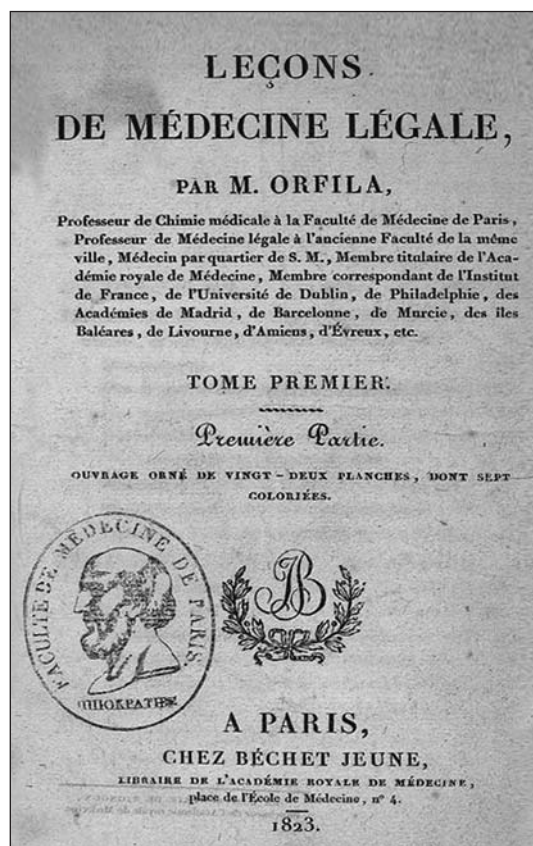 LEÇONS
DE MÉDECINE LÉGALE,
PAR M. ORFILA,
Professeur de Chimie médicale à la Faculté de Médecine de Paris,
Professeur de Médecine légale à l'ancienne Faculté de la même
ville, Médecin par quartier de S. M., Membre titulaire de l'Aca-
démie royale de Médecine, Membre correspondant de l'Institut
de France, de l'Université de Dublin, de Philadelphie, des
Académies de Madrid, de Barcelonne, de Murcie, des îles
Baléares, de Livourne, d'Amiens, d'Évreux, etc.
TOME PREMIER.
Première Partie.
OUVRAGE ORNÉ DE VINGT-DEUX PLANCHES, DONT SEPT
COLORIÉES.
FACULTÉ DE MÉDECINE DE PARIS
JB
A PARIS,
CHEZ BÉCHET JEUNE,
LIBRAIRE DE L'ACADÉMIE ROYALE DE MÉDECINE,
place de l'École de Médecine, n° 4.
1823.